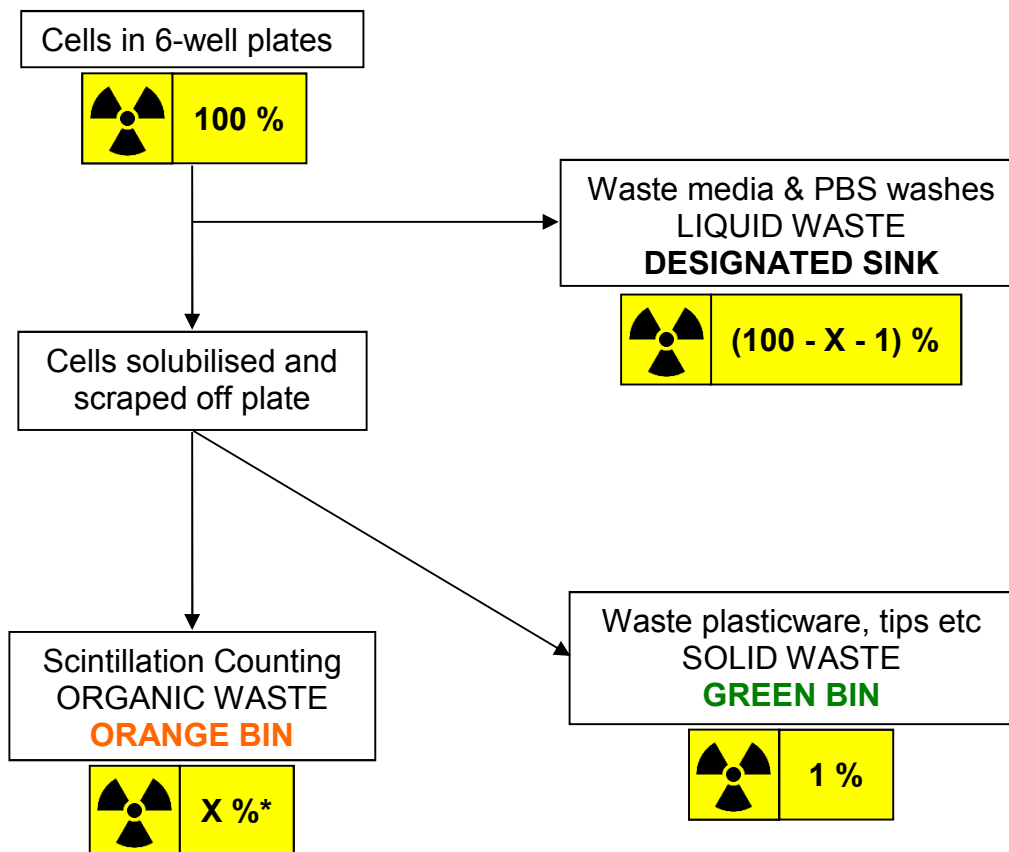 Cells in 6-well plates
100 %
Waste media & PBS washes
LIQUID WASTE
DESIGNATED SINK
(100 - X - 1) %
Cells solubilised and
scraped off plate
Scintillation Counting
ORGANIC WASTE
ORANGE BIN
X %*
Waste plasticware, tips etc
SOLID WASTE
GREEN BIN
1 %